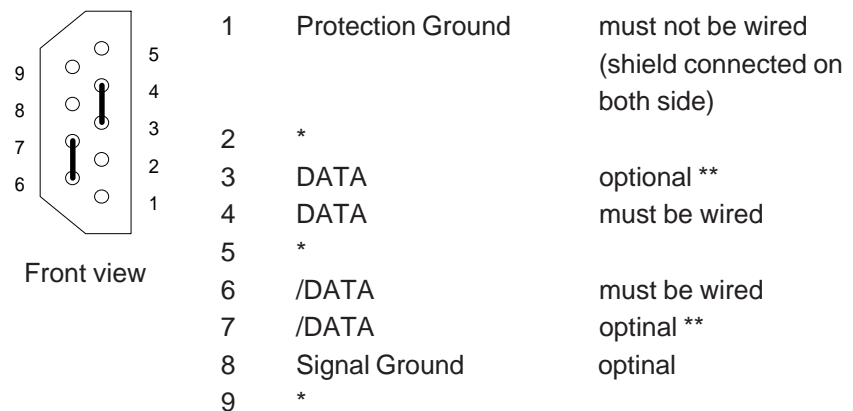 5
9
4
8
3
7
2
6
1
Front view
1 Protection Ground must not be wired
(shield connected on
both side)
2 *
3 DATA optional **
4 DATA must be wired
5 *
6 /DATA must be wired
7 /DATA optinal **
8 Signal Ground optinal
9 *